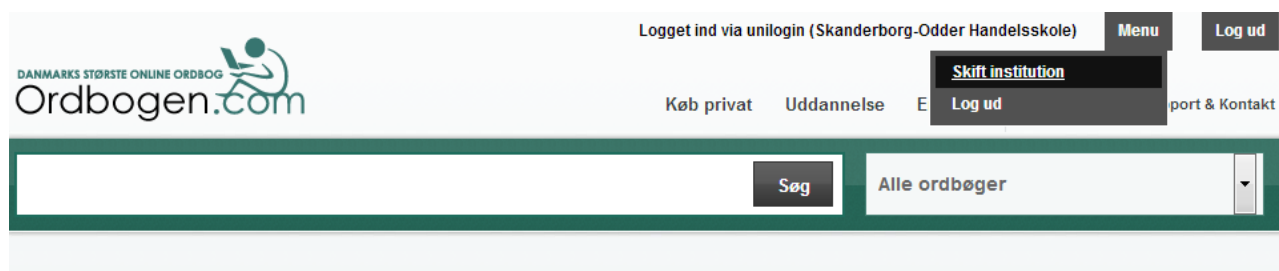 Logget ind via unilogin (Skanderborg-Odder Handelsskole) Menu Log ud
Skift institution
Log ud
DANMARKS STØRSTE ONLINE ORDBOG
Ordbogen.com
Køb privat Uddannelse E port & Kontakt
Søg Alle ordbøger